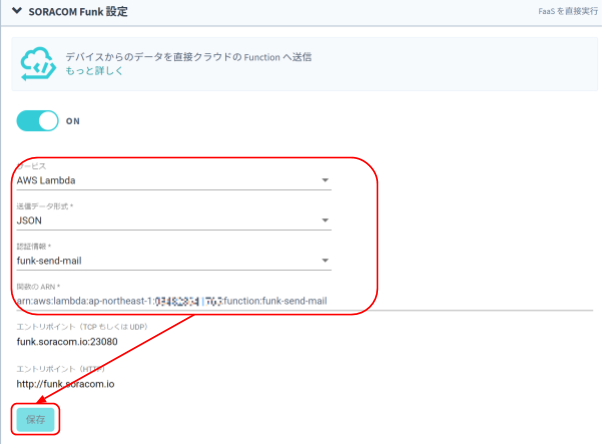 SORACOM Funk 設定
FaaS を直接実行
デバイスからのデータを直接クラウドの Function へ送信
もっと詳しく
ON
サービス
AWS Lambda
送信データ形式 *
JSON
認証情報 *
funk-send-mail
関数の ARN *
arn:aws:lambda:ap-northeast-1: :function:funk-send-mail
エントリポイント（TCP もしくは UDP）
funk.soracom.io:23080
エントリポイント（HTTP）
http://funk.soracom.io
保存